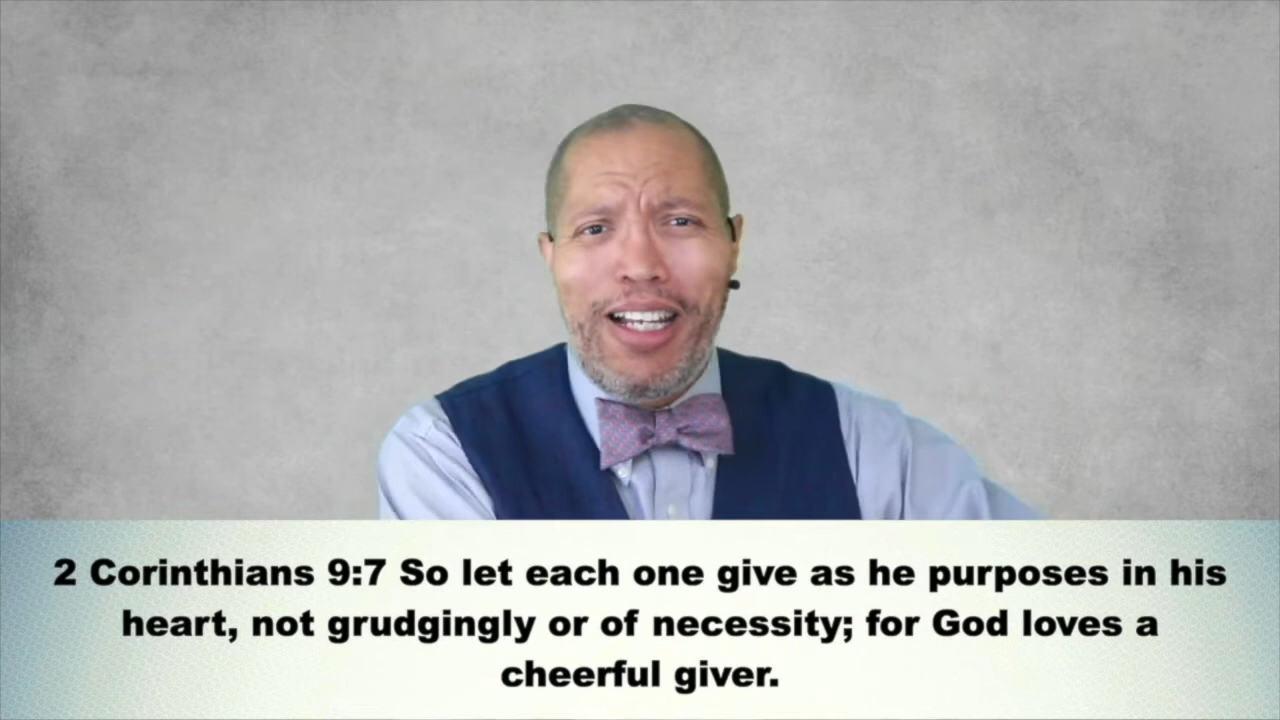 2 Corinthians 9:7 So let each one give as he purposes in his
heart, not grudgingly or of necessity; for God loves a
cheerful giver.